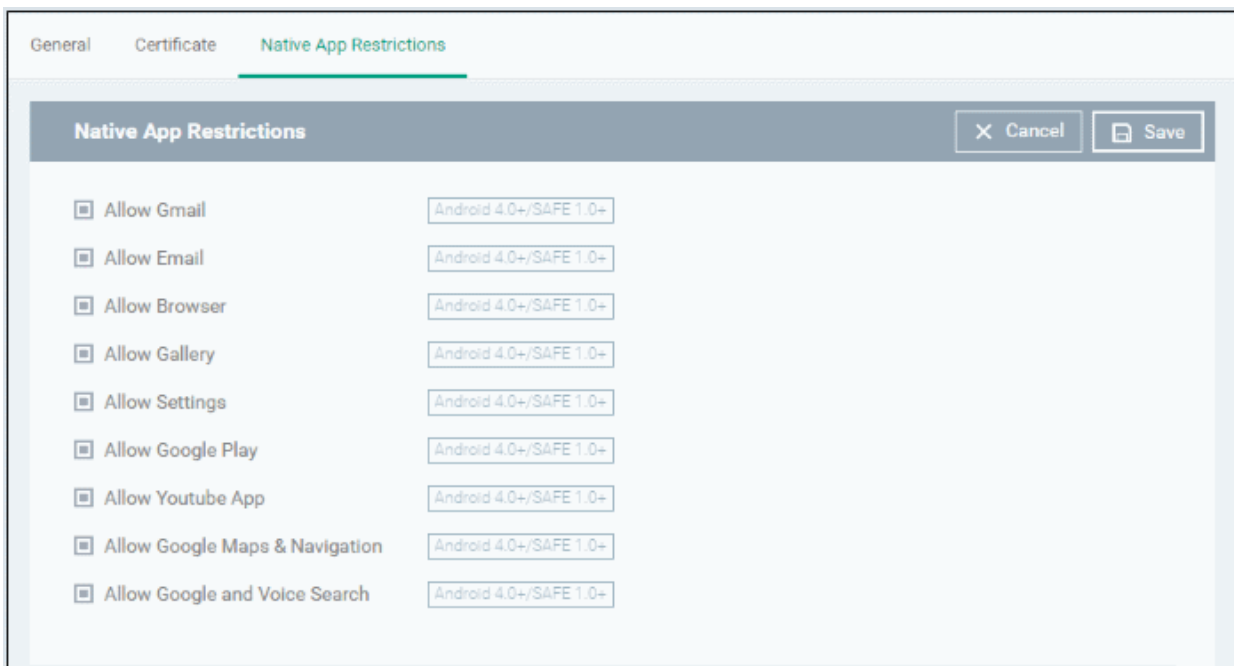 General Certificate Native App Restrictions
Native App Restrictions Cancel Save
Allow Gmail Android 4.0+/SAFE 1.0+
Allow Email Android 4.0+/SAFE 1.0+
Allow Browser Android 4.0+/SAFE 1.0+
Allow Gallery Android 4.0+/SAFE 1.0+
Allow Settings Android 4.0+/SAFE 1.0+
Allow Google Play Android 4.0+/SAFE 1.0+
Allow Youtube App Android 4.0+/SAFE 1.0+
Allow Google Maps & Navigation Android 4.0+/SAFE 1.0+
Allow Google and Voice Search Android 4.0+/SAFE 1.0+